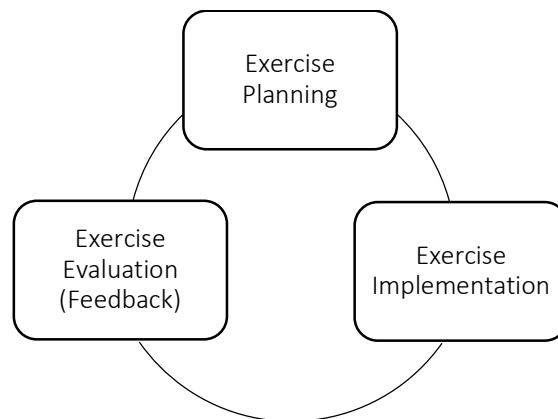 Exercise
Planning
Exercise
Implementation
Exercise
Evaluation
(Feedback)